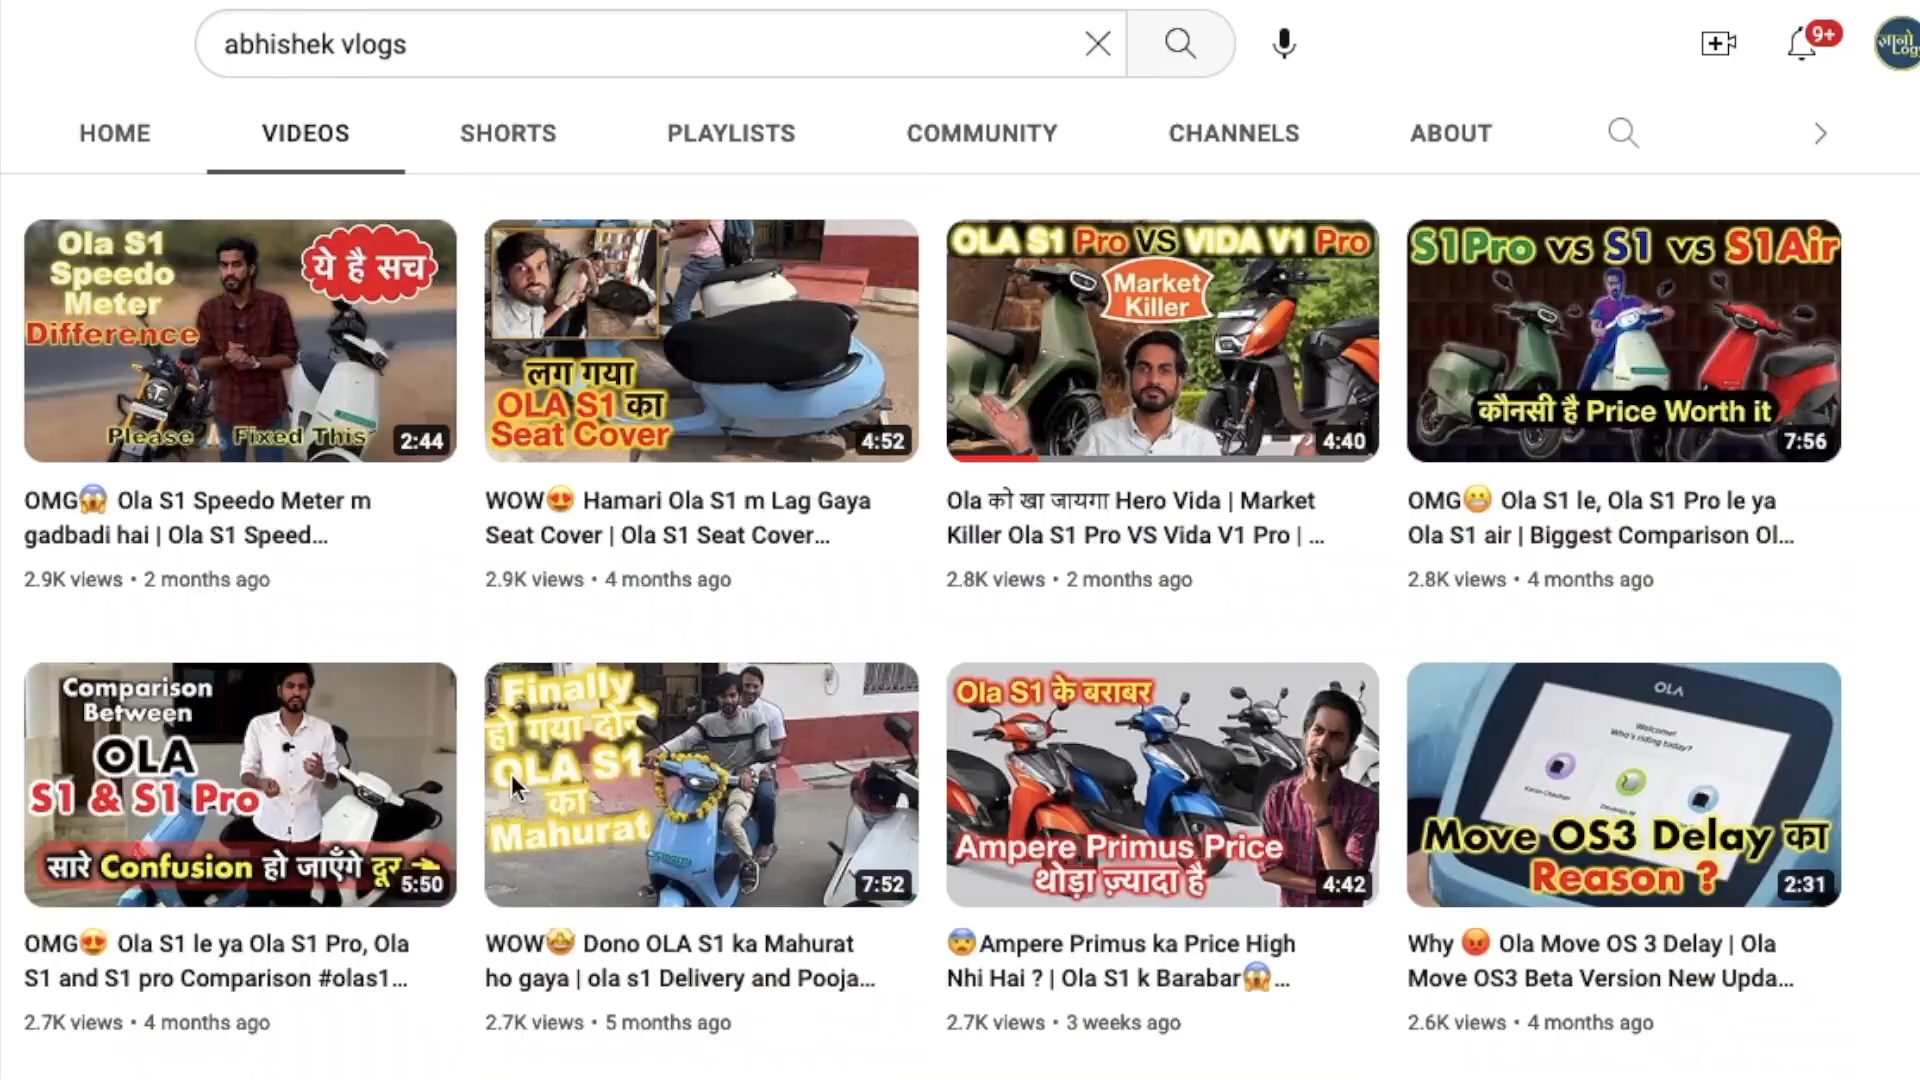 abhishek vlogs
9+
ज्ञानो
Logy
HOME VIDEOS SHORTS PLAYLISTS COMMUNITY CHANNELS ABOUT
Ola S1
Speedo
Meter
Difference
ये है सच
Please Fixed This
2:44
लग गया
OLA S1 का
Seat Cover
4:52
OLA S1 Pro VS VIDA V1 Pro
Market
Killer
4:40
S1Pro vs S1 vs S1Air
कौनसी है Price Worth it
7:56
OMG😱 Ola S1 Speedo Meter m
gadbadi hai | Ola S1 Speed...
2.9K views • 2 months ago
WOW😍 Hamari Ola S1 m Lag Gaya
Seat Cover | Ola S1 Seat Cover...
2.9K views • 4 months ago
Ola को खा जायगा Hero Vida | Market
Killer Ola S1 Pro VS Vida V1 Pro | ...
2.8K views • 2 months ago
OMG😬 Ola S1 le, Ola S1 Pro le ya
Ola S1 air | Biggest Comparison Ol...
2.8K views • 4 months ago
Comparison
Between
OLA
S1 & S1 Pro
सारे Confusion हो जाएँगे दूर
5:50
Finally
हो गया दोनो
OLA S1
का
Mahurat
7:52
Ola S1 के बराबर
Ampere Primus Price
थोड़ा ज़्यादा है
4:42
OLA
Welcome!
Who's riding today?
Move OS3 Delay का
Reason ?
2:31
OMG😍 Ola S1 le ya Ola S1 Pro, Ola
S1 and S1 pro Comparison #olas1...
2.7K views • 4 months ago
WOW🤩 Dono OLA S1 ka Mahurat
ho gaya | ola s1 Delivery and Pooja...
2.7K views • 5 months ago
😨Ampere Primus ka Price High
Nhi Hai ? | Ola S1 k Barabar😱...
2.7K views • 3 weeks ago
Why 😡 Ola Move OS 3 Delay | Ola
Move OS3 Beta Version New Upda...
2.6K views • 4 months ago